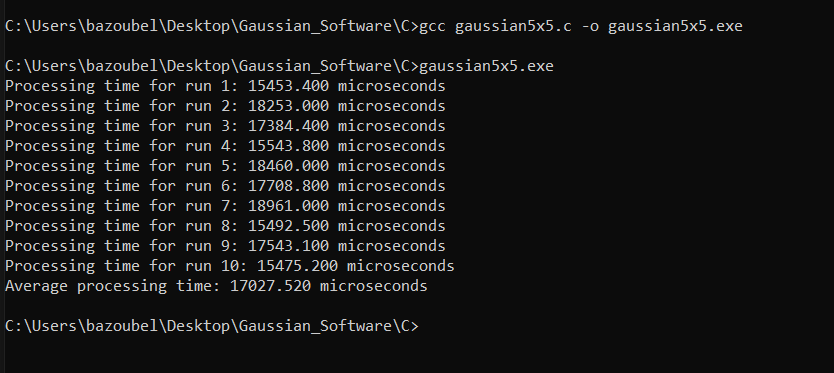 C:\Users\bazoubel\Desktop\Gaussian_Software\C>gcc gaussian5x5.c -o gaussian5x5.exe
C:\Users\bazoubel\Desktop\Gaussian_Software\C>gaussian5x5.exe
Processing time for run 1: 15453.400 microseconds
Processing time for run 2: 18253.000 microseconds
Processing time for run 3: 17384.400 microseconds
Processing time for run 4: 15543.800 microseconds
Processing time for run 5: 18460.000 microseconds
Processing time for run 6: 17708.800 microseconds
Processing time for run 7: 18961.000 microseconds
Processing time for run 8: 15492.500 microseconds
Processing time for run 9: 17543.100 microseconds
Processing time for run 10: 15475.200 microseconds
Average processing time: 17027.520 microseconds
C:\Users\bazoubel\Desktop\Gaussian_Software\C>